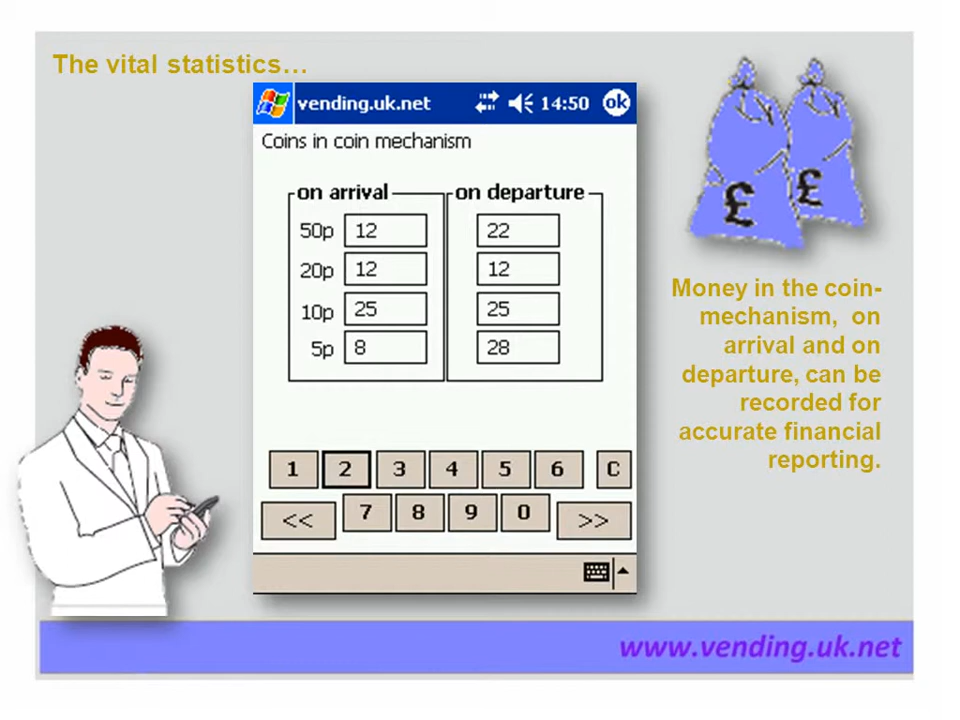 The vital statistics…
vending.uk.net 14:50 ok
Coins in coin mechanism
on arrival on departure
50p 12 22
20p 12 12
10p 25 25
5p 8 28
1 2 3 4 5 6 C
<< 7 8 9 0 >>
£ £
Money in the coin-
mechanism, on
arrival and on
departure, can be
recorded for
accurate financial
reporting.
www.vending.uk.net